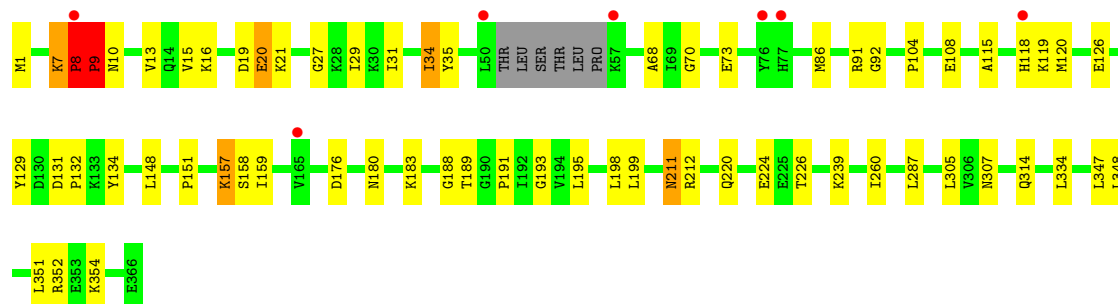 M1 K7 P8 P9 N10 V13 Q14 V15 K16 D19 E20 K21 G27 K28 I29 K30 I31 I34 Y35 L50 THR LEU SER THR LEU PRO K57 A68 I69 G70 E73 Y76 H77 M86 R91 G92 P104 E108 A115 H118 K119 M120 E126
Y129 D130 D131 P132 K133 Y134 L148 P151 K157 S158 I159 V165 D176 N180 K183 G188 T189 G190 P191 I192 G193 V194 L195 L198 L199 N211 R212 Q220 E224 E225 T226 K239 I260 L287 L305 V306 N307 Q314 L334 L347 L348
L351 R352 E353 K354 E366